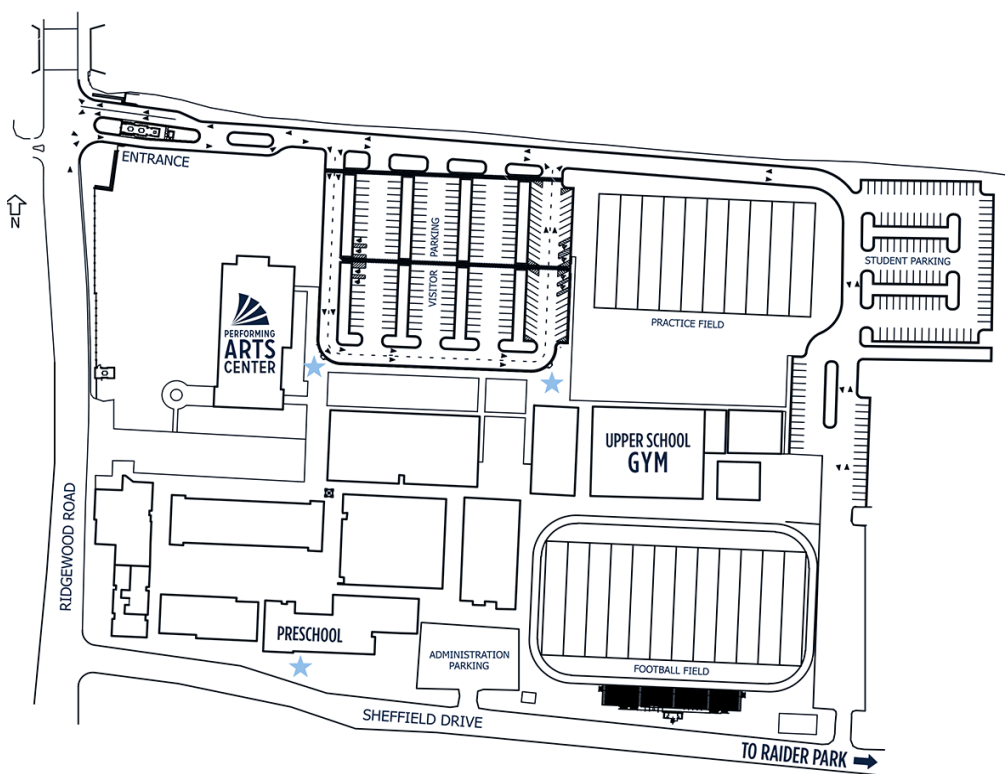 ENTRANCE
N
VISITOR PARKING
STUDENT PARKING
PRACTICE FIELD
PERFORMING
ARTS
CENTER
UPPER SCHOOL
GYM
RIDGEWOOD ROAD
PRESCHOOL
ADMINISTRATION
PARKING
FOOTBALL FIELD
SHEFFIELD DRIVE
TO RAIDER PARK